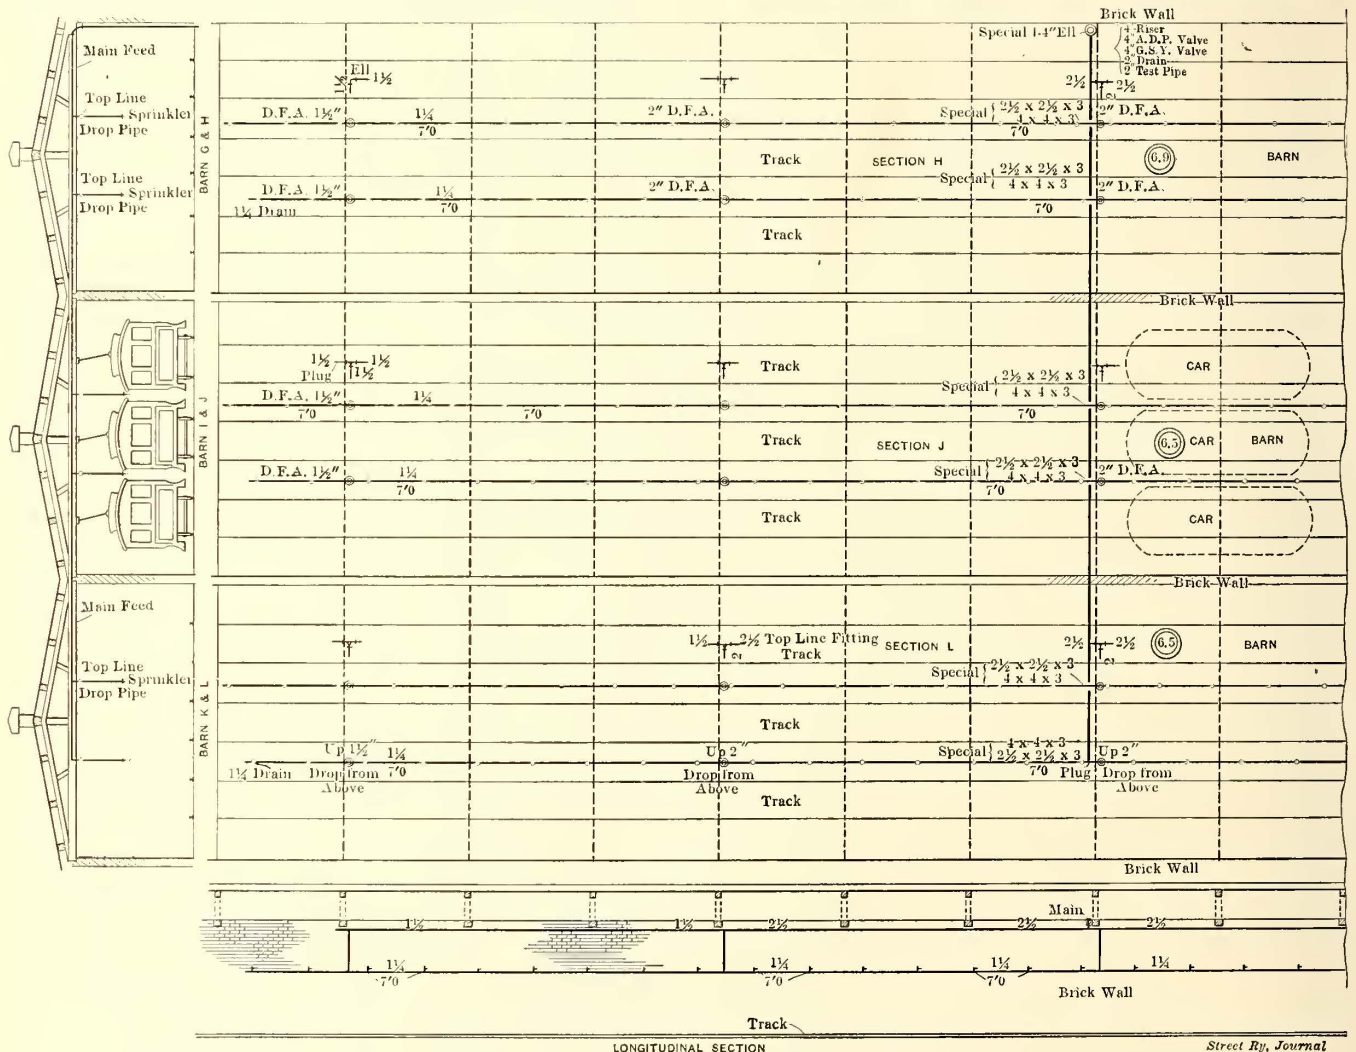 Brick Wall
Main Feed
Special 1-4" Ell
4" Riser
4" A.D.P. Valve
4" G.S.Y. Valve
2" Drain
2" Test Pipe
Ell
1½
1½
2½
2½
2
Top Line
Sprinkler
Drop Pipe
D.F.A. 1½"
1¼
7'0
2" D.F.A.
Special { 2½ x 2½ x 3
4 x 4 x 3
7'0
2" D.F.A.
BARN G & H
Track
SECTION H
6.9
BARN
Top Line
Sprinkler
Drop Pipe
D.F.A. 1½"
1¼
7'0
2" D.F.A.
Special { 2½ x 2½ x 3
4 x 4 x 3
7'0
2" D.F.A.
1¼ Drain
Track
Brick Wall
1½
1½
Plug
1½
Track
CAR
D.F.A. 1½"
1¼
7'0
7'0
Special { 2½ x 2½ x 3
4 x 4 x 3
7'0
BARN I & J
Track
SECTION J
6.5
CAR
BARN
D.F.A. 1½"
1¼
7'0
Special { 2½ x 2½ x 3
4 x 4 x 3
7'0
2" D.F.A.
Track
CAR
Brick Wall
Main Feed
1½
2½
Top Line Fitting
2
Track
SECTION L
2½
2½
2
6.5
BARN
Top Line
Sprinkler
Drop Pipe
Special { 2½ x 2½ x 3
4 x 4 x 3
BARN K & L
Track
Up 1½"
1¼
7'0
Up 2"
Special { 4 x 4 x 3
2½ x 2½ x 3
7'0
Up 2"
1¼ Drain
Drop from
Above
Drop from
Above
Plug
Drop from
Above
Track
Brick Wall
Main
1½
1½
2½
2½
2½
1¼
7'0
1¼
7'0
1¼
7'0
1¼
Brick Wall
Track
LONGITUDINAL SECTION
Street Ry. Journal